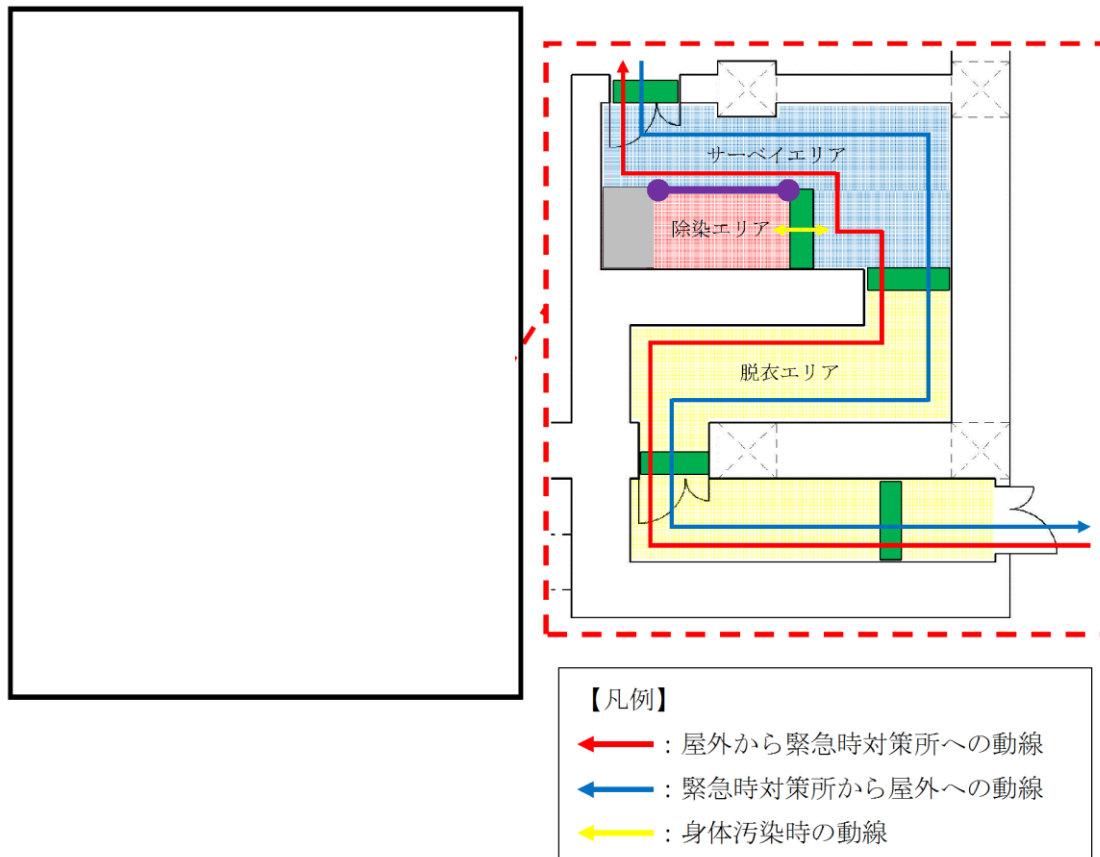 サーベイエリア
除染エリア
脱衣エリア
【凡例】
：屋外から緊急時対策所への動線
：緊急時対策所から屋外への動線
：身体汚染時の動線